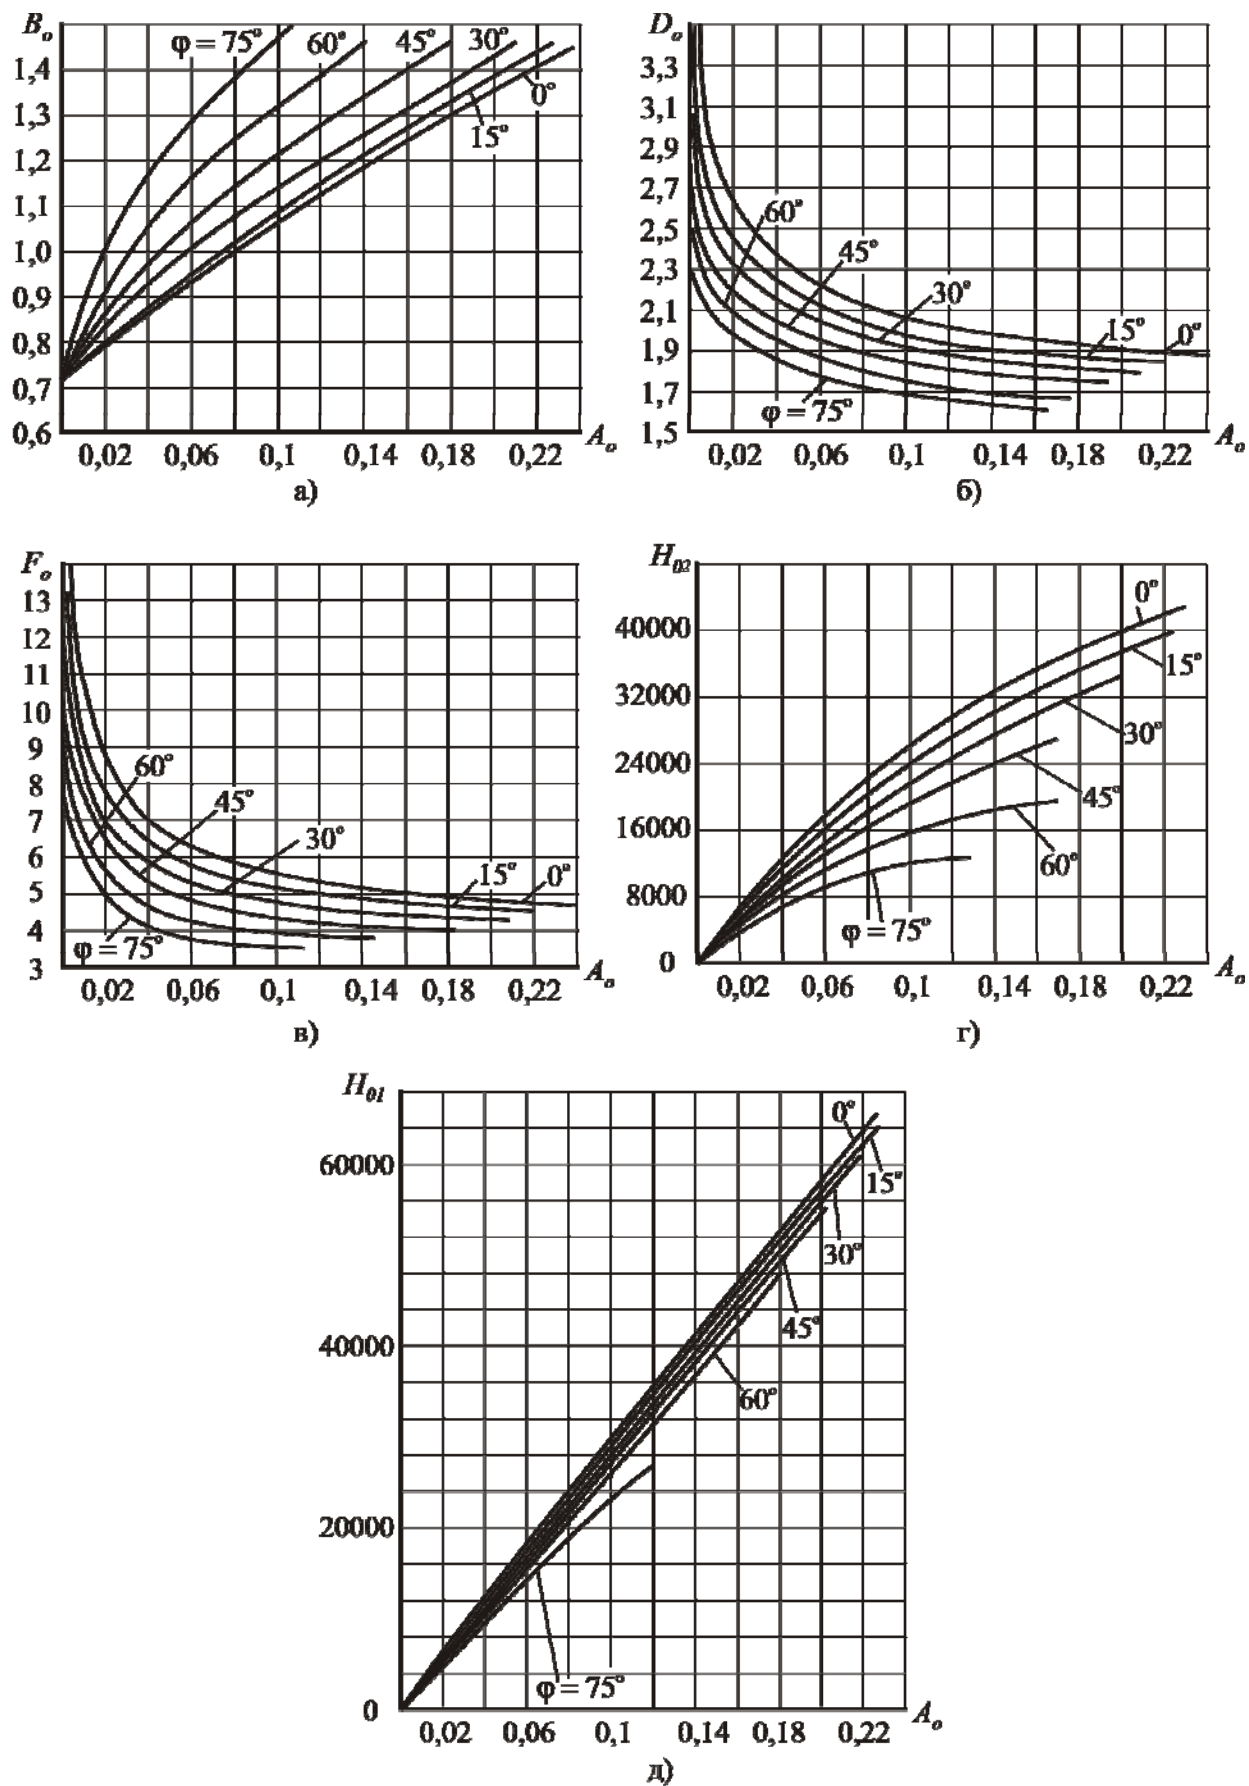 Bₒ
φ = 75°
60°
45°
30°
1,4
0°
1,3
15°
1,2
1,1
1,0
0,9
0,8
0,7
0,6
Aₒ
0,02 0,06 0,1 0,14 0,18 0,22
а)
Dₒ
3,3
3,1
2,9
2,7
60°
2,5
45°
2,3
30°
2,1
15°
0°
1,9
1,7
φ = 75°
1,5
Aₒ
0,02 0,06 0,1 0,14 0,18 0,22
б)
Fₒ
13
12
11
10
9
60°
8
45°
7
30°
6
15°
0°
5
4
φ = 75°
3
Aₒ
0,02 0,06 0,1 0,14 0,18 0,22
в)
H₀₂
0°
40000
15°
32000
30°
24000
45°
16000
60°
8000
φ = 75°
0
Aₒ
0,02 0,06 0,1 0,14 0,18 0,22
г)
H₀₁
0°
60000
15°
30°
45°
40000
60°
20000
φ = 75°
0
Aₒ
0,02 0,06 0,1 0,14 0,18 0,22
д)